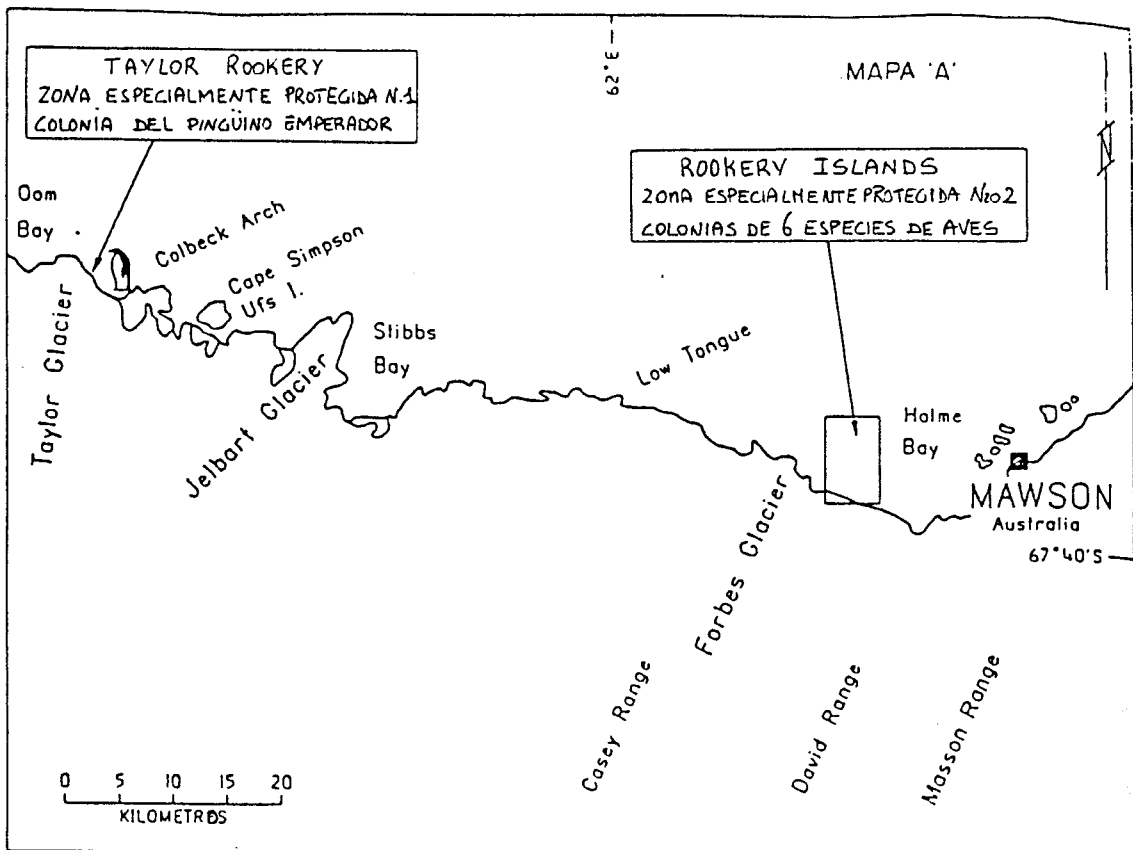 TAYLOR ROOKERY
ZONA ESPECIALMENTE PROTEGIDA N.1
COLONIA DEL PINGÜINO EMPERADOR
62°E
MAPA 'A'
N
ROOKERY ISLANDS
ZONA ESPECIALMENTE PROTEGIDA Nro2
COLONIAS DE 6 ESPECIES DE AVES
Oom
Bay
Colbeck Arch
Cape Simpson
Ufs I.
Stibbs
Bay
Taylor Glacier
Jelbart Glacier
Low Tongue
Holme
Bay
MAWSON
Australia
67°40'S
Forbes Glacier
Casey Range
David Range
Masson Range
0 5 10 15 20
KILOMETROS